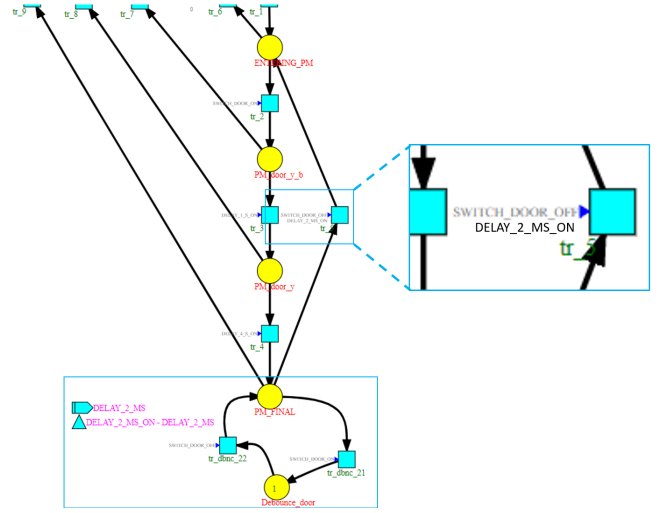 tr_9
tr_8
tr_7
0
tr_6
tr_1
PM
SWITCH_DOOR_ON
tr_2
PM_door_y_b
SWITCH_DOOR_OFF
DELAY_2_MS_ON
tr_3
SWITCH_DOOR_OFF
DELAY_2_MS_ON
tr_5
PM_door_y
tr_4
PM_FINAL
DELAY_2_MS
DELAY_2_MS_ON - DELAY_2_MS
SWITCH_DOOR_OFF
tr_dbnc_22
SWITCH_DOOR_ON
tr_dbnc_21
1
Debounce_door